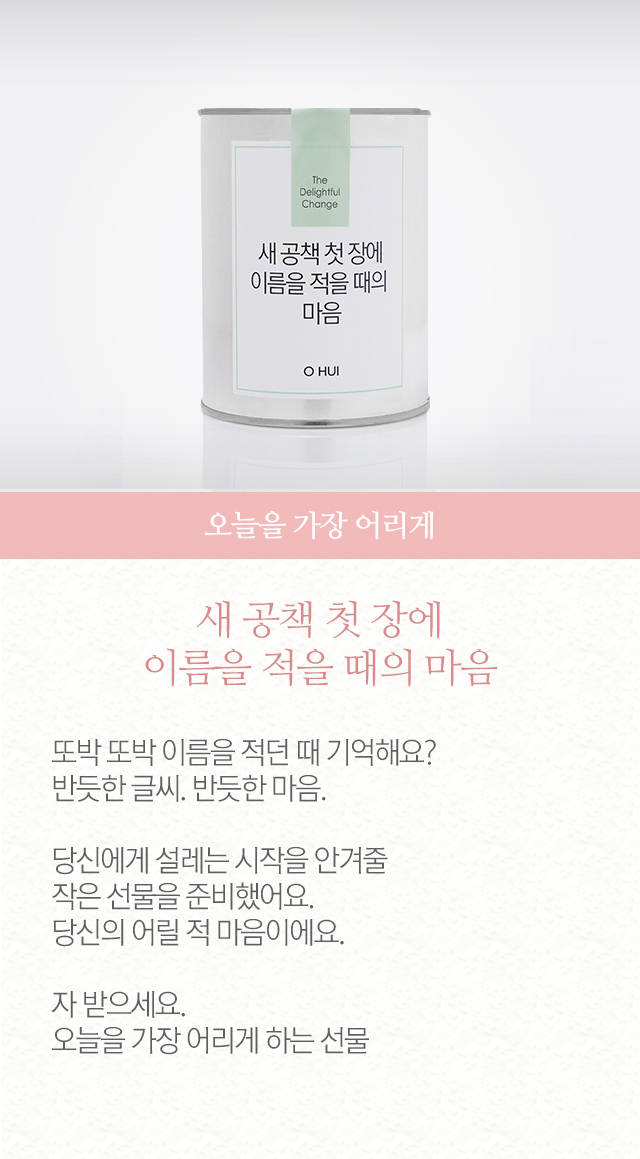 The
Delightful
Change
새 공책 첫 장에
이름을 적을 때의
마음
O HUI
오늘을 가장 어리게
새 공책 첫 장에
이름을 적을 때의 마음
또박 또박 이름을 적던 때 기억해요?
반듯한 글씨. 반듯한 마음.
당신에게 설레는 시작을 안겨줄
작은 선물을 준비했어요.
당신의 어릴 적 마음이에요.
자 받으세요.
오늘을 가장 어리게 하는 선물